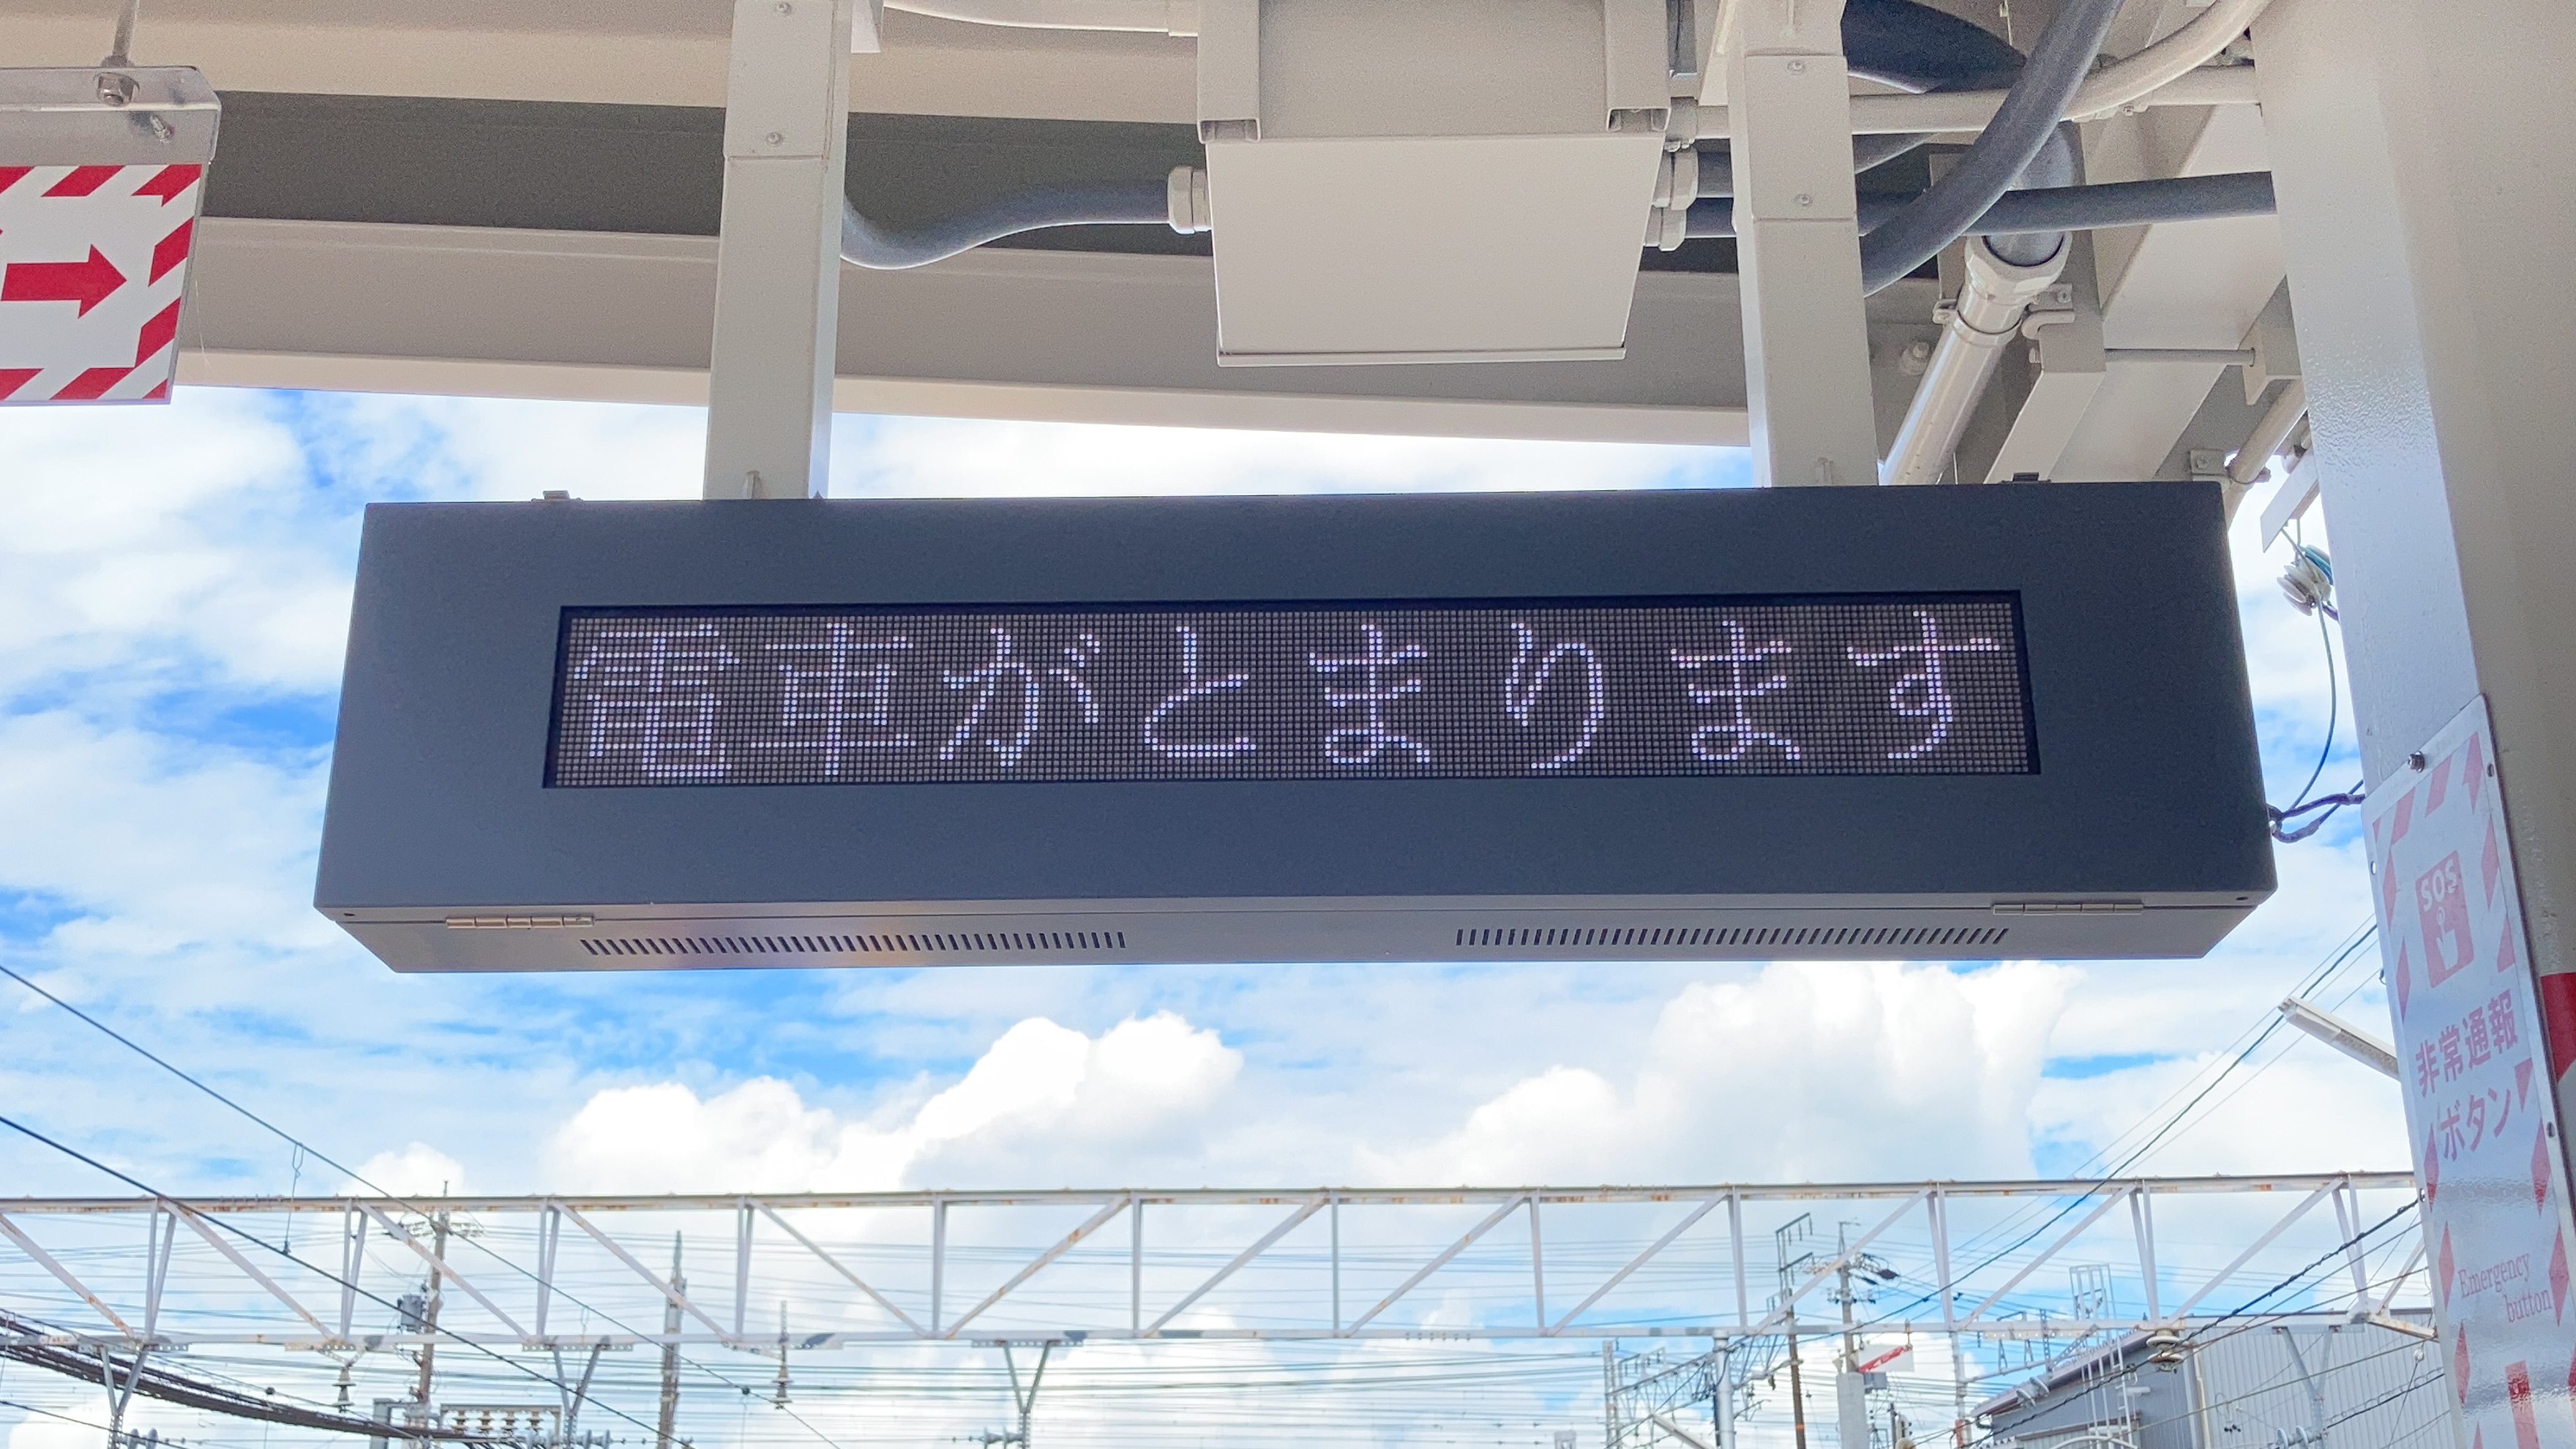 電車がとまります
SOS
非常通報
ボタン
Emergency
button